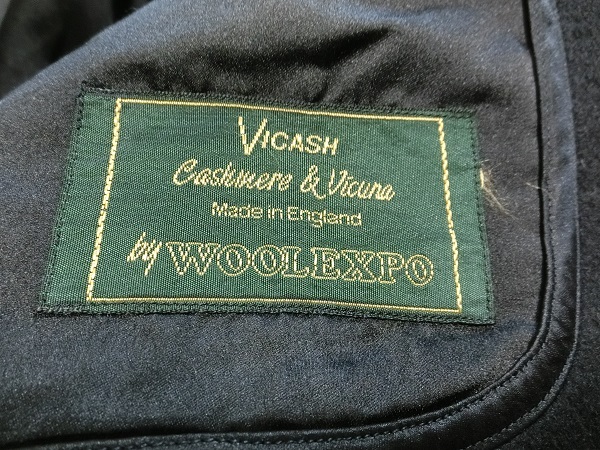 VICASH
Cashmere & Vicuna
Made in England
by WOOLEXPO